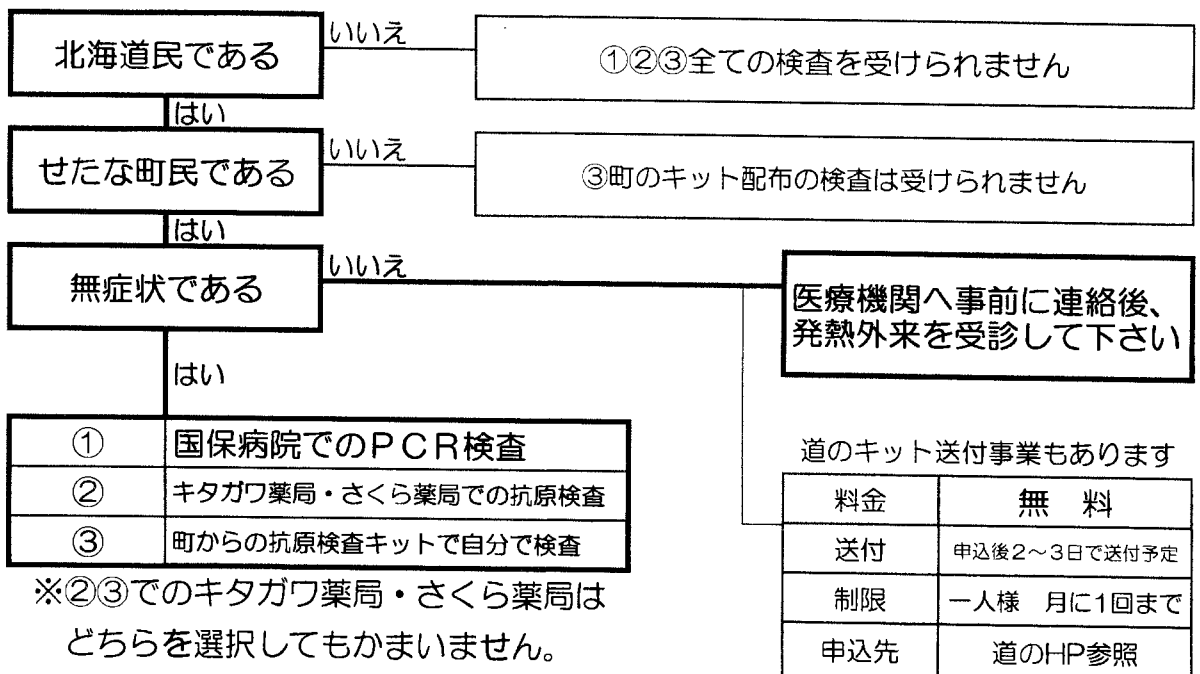 北海道民である
いいえ
①②③全ての検査を受けられません
はい
せたな町民である
いいえ
③町のキット配布の検査は受けられません
はい
無症状である
いいえ
医療機関へ事前に連絡後、
発熱外来を受診して下さい
はい
① 国保病院でのPCR検査
② キタガワ薬局・さくら薬局での抗原検査
③ 町からの抗原検査キットで自分で検査
※②③でのキタガワ薬局・さくら薬局は
どちらを選択してもかまいません。
道のキット送付事業もあります
料金 無 料
送付 申込後2~3日で送付予定
制限 一人様 月に1回まで
申込先 道のHP参照